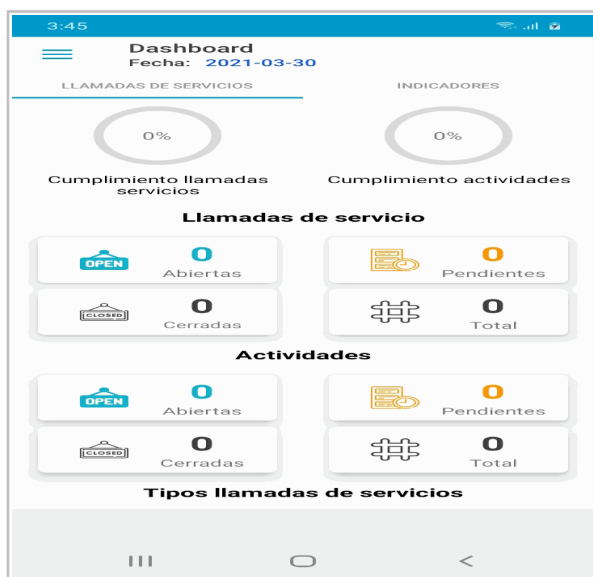 3:45
Dashboard
Fecha: 2021-03-30
LLAMADAS DE SERVICIOS
INDICADORES
0%
0%
Cumplimiento llamadas
servicios
Cumplimiento actividades
Llamadas de servicio
OPEN
0
Abiertas
0
Pendientes
CLOSED
0
Cerradas
0
Total
Actividades
OPEN
0
Abiertas
0
Pendientes
CLOSED
0
Cerradas
0
Total
Tipos llamadas de servicios